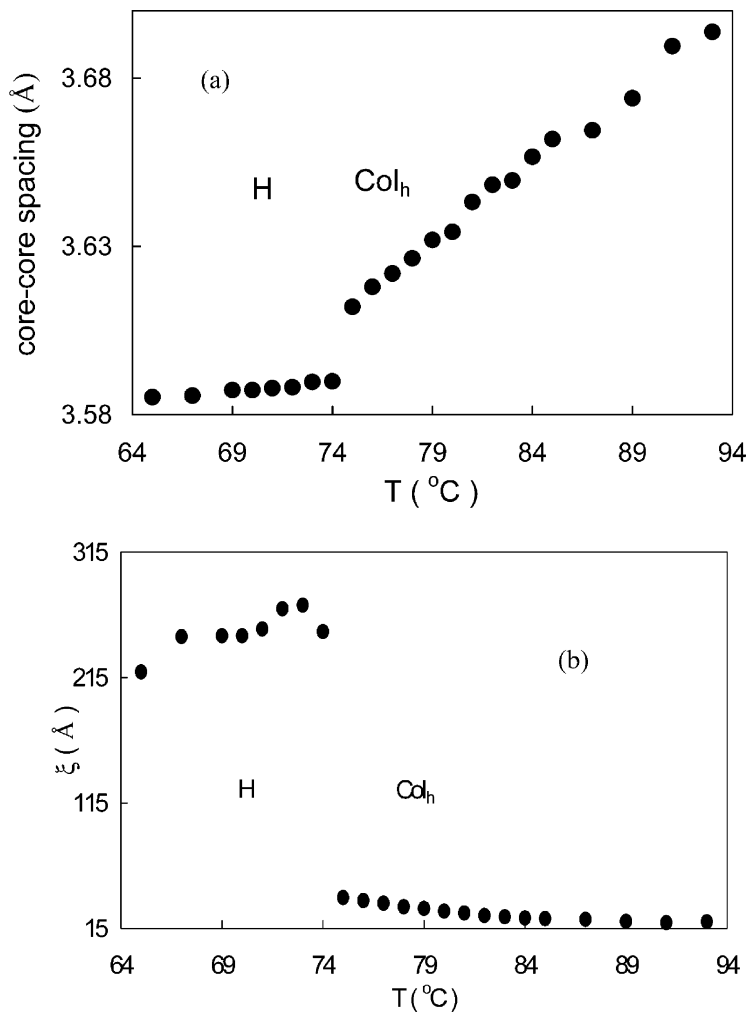 (a)
3.68
3.63
3.58
core-core spacing (Å)
H
Colₕ
64 69 74 79 84 89 94
T ( °C)
315
215
115
15
ξ ( Å )
(b)
H
Colₕ
64 69 74 79 84 89 94
T ( °C)